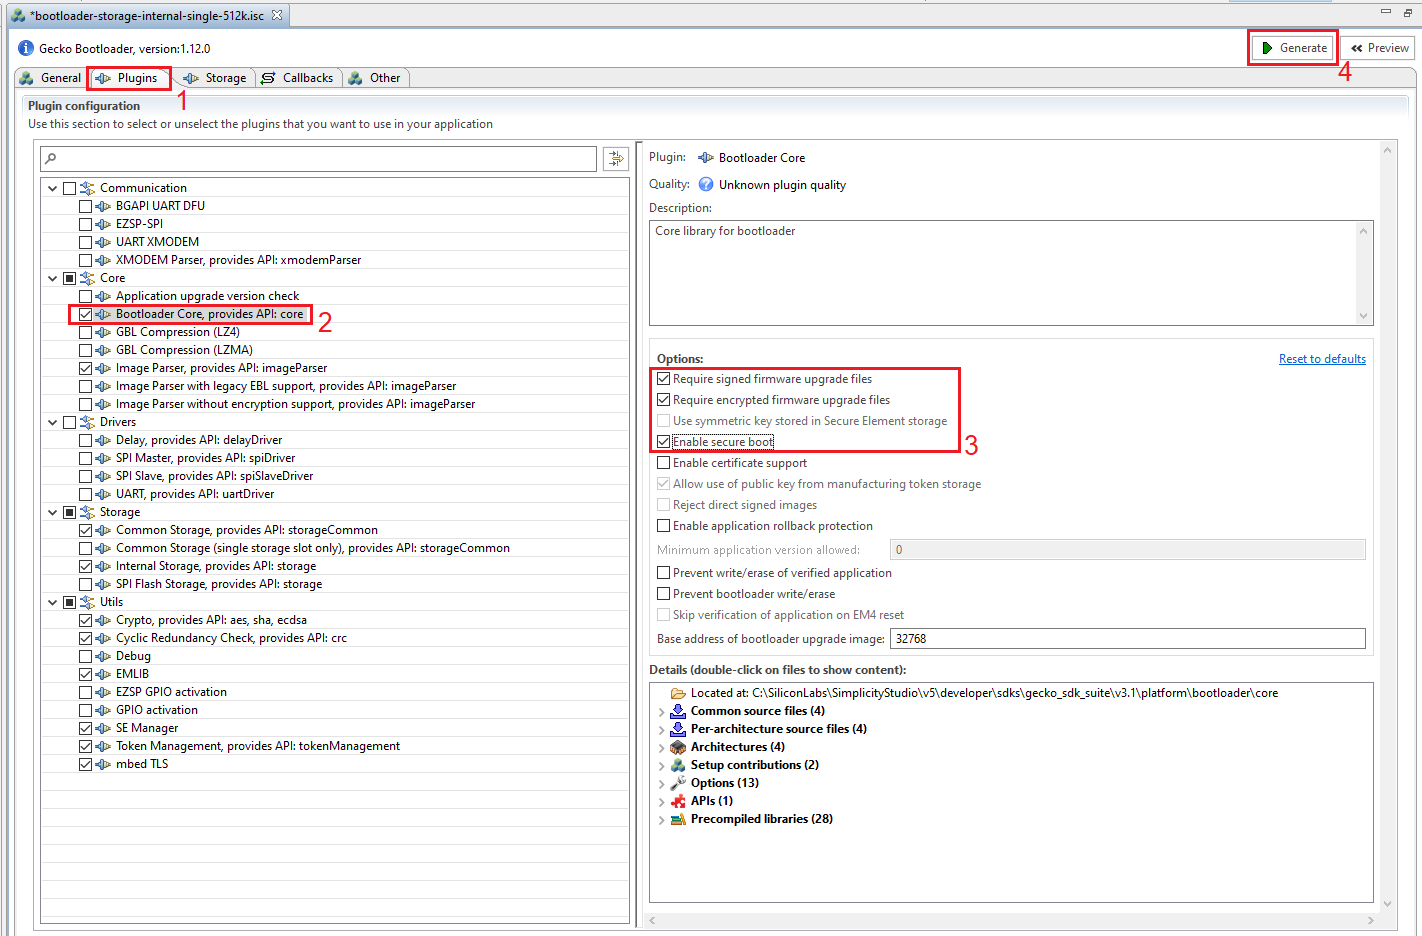 *bootloader-storage-internal-single-512k.isc
Gecko Bootloader, version:1.12.0
Generate
Preview
4
General
Plugins
Storage
Callbacks
Other
1
Plugin configuration
Use this section to select or unselect the plugins that you want to use in your application
Communication
BGAPI UART DFU
EZSP-SPI
UART XMODEM
XMODEM Parser, provides API: xmodemParser
Core
Application upgrade version check
Bootloader Core, provides API: core
2
GBL Compression (LZ4)
GBL Compression (LZMA)
Image Parser, provides API: imageParser
Image Parser with legacy EBL support, provides API: imageParser
Image Parser without encryption support, provides API: imageParser
Drivers
Delay, provides API: delayDriver
SPI Master, provides API: spiDriver
SPI Slave, provides API: spiSlaveDriver
UART, provides API: uartDriver
Storage
Common Storage, provides API: storageCommon
Common Storage (single storage slot only), provides API: storageCommon
Internal Storage, provides API: storage
SPI Flash Storage, provides API: storage
Utils
Crypto, provides API: aes, sha, ecdsa
Cyclic Redundancy Check, provides API: crc
Debug
EMLIB
EZSP GPIO activation
GPIO activation
SE Manager
Token Management, provides API: tokenManagement
mbed TLS
Plugin: Bootloader Core
Quality: Unknown plugin quality
Description:
Core library for bootloader
Options:
Reset to defaults
Require signed firmware upgrade files
Require encrypted firmware upgrade files
Use symmetric key stored in Secure Element storage
Enable secure boot
3
Enable certificate support
Allow use of public key from manufacturing token storage
Reject direct signed images
Enable application rollback protection
Minimum application version allowed: 0
Prevent write/erase of verified application
Prevent bootloader write/erase
Skip verification of application on EM4 reset
Base address of bootloader upgrade image: 32768
Details (double-click on files to show content):
Located at: C:\SiliconLabs\SimplicityStudio\v5\developer\sdks\gecko_sdk_suite\v3.1\platform\bootloader\core
Common source files (4)
Per-architecture source files (4)
Architectures (4)
Setup contributions (2)
Options (13)
APIs (1)
Precompiled libraries (28)